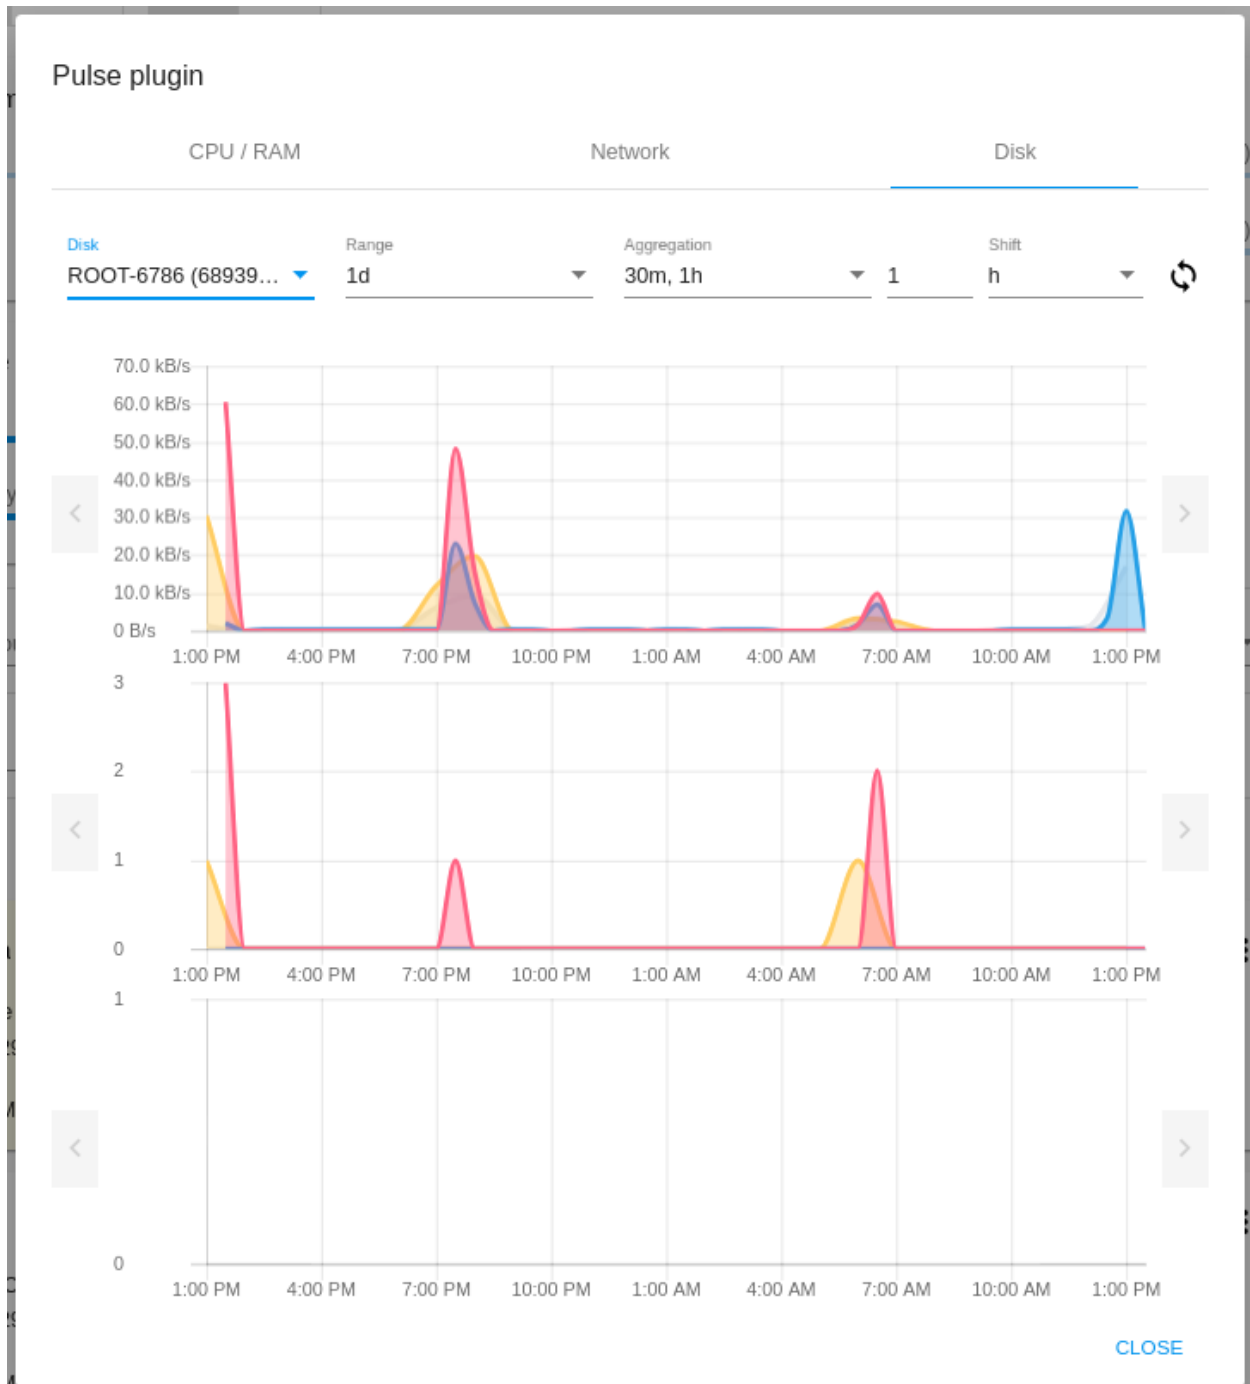 Pulse plugin
CPU / RAM Network Disk
Disk Range Aggregation Shift
ROOT-6786 (68939... 1d 30m, 1h 1 h
70.0 kB/s
60.0 kB/s
50.0 kB/s
40.0 kB/s
30.0 kB/s
20.0 kB/s
10.0 kB/s
0 B/s
1:00 PM 4:00 PM 7:00 PM 10:00 PM 1:00 AM 4:00 AM 7:00 AM 10:00 AM 1:00 PM
3
2
1
0
1:00 PM 4:00 PM 7:00 PM 10:00 PM 1:00 AM 4:00 AM 7:00 AM 10:00 AM 1:00 PM
1
0
1:00 PM 4:00 PM 7:00 PM 10:00 PM 1:00 AM 4:00 AM 7:00 AM 10:00 AM 1:00 PM
CLOSE